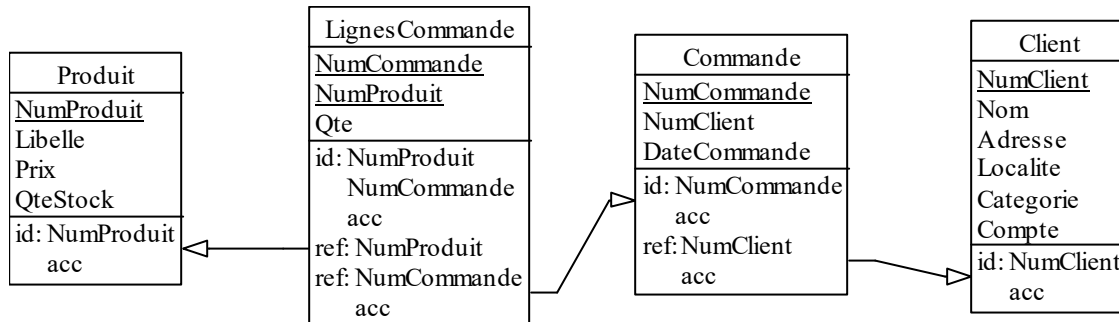 Produit
NumProduit
Libelle
Prix
QteStock
id: NumProduit
acc
LignesCommande
NumCommande
NumProduit
Qte
id: NumProduit
NumCommande
acc
ref: NumProduit
ref: NumCommande
acc
Commande
NumCommande
NumClient
DateCommande
id: NumCommande
acc
ref: NumClient
acc
Client
NumClient
Nom
Adresse
Localite
Categorie
Compte
id: NumClient
acc